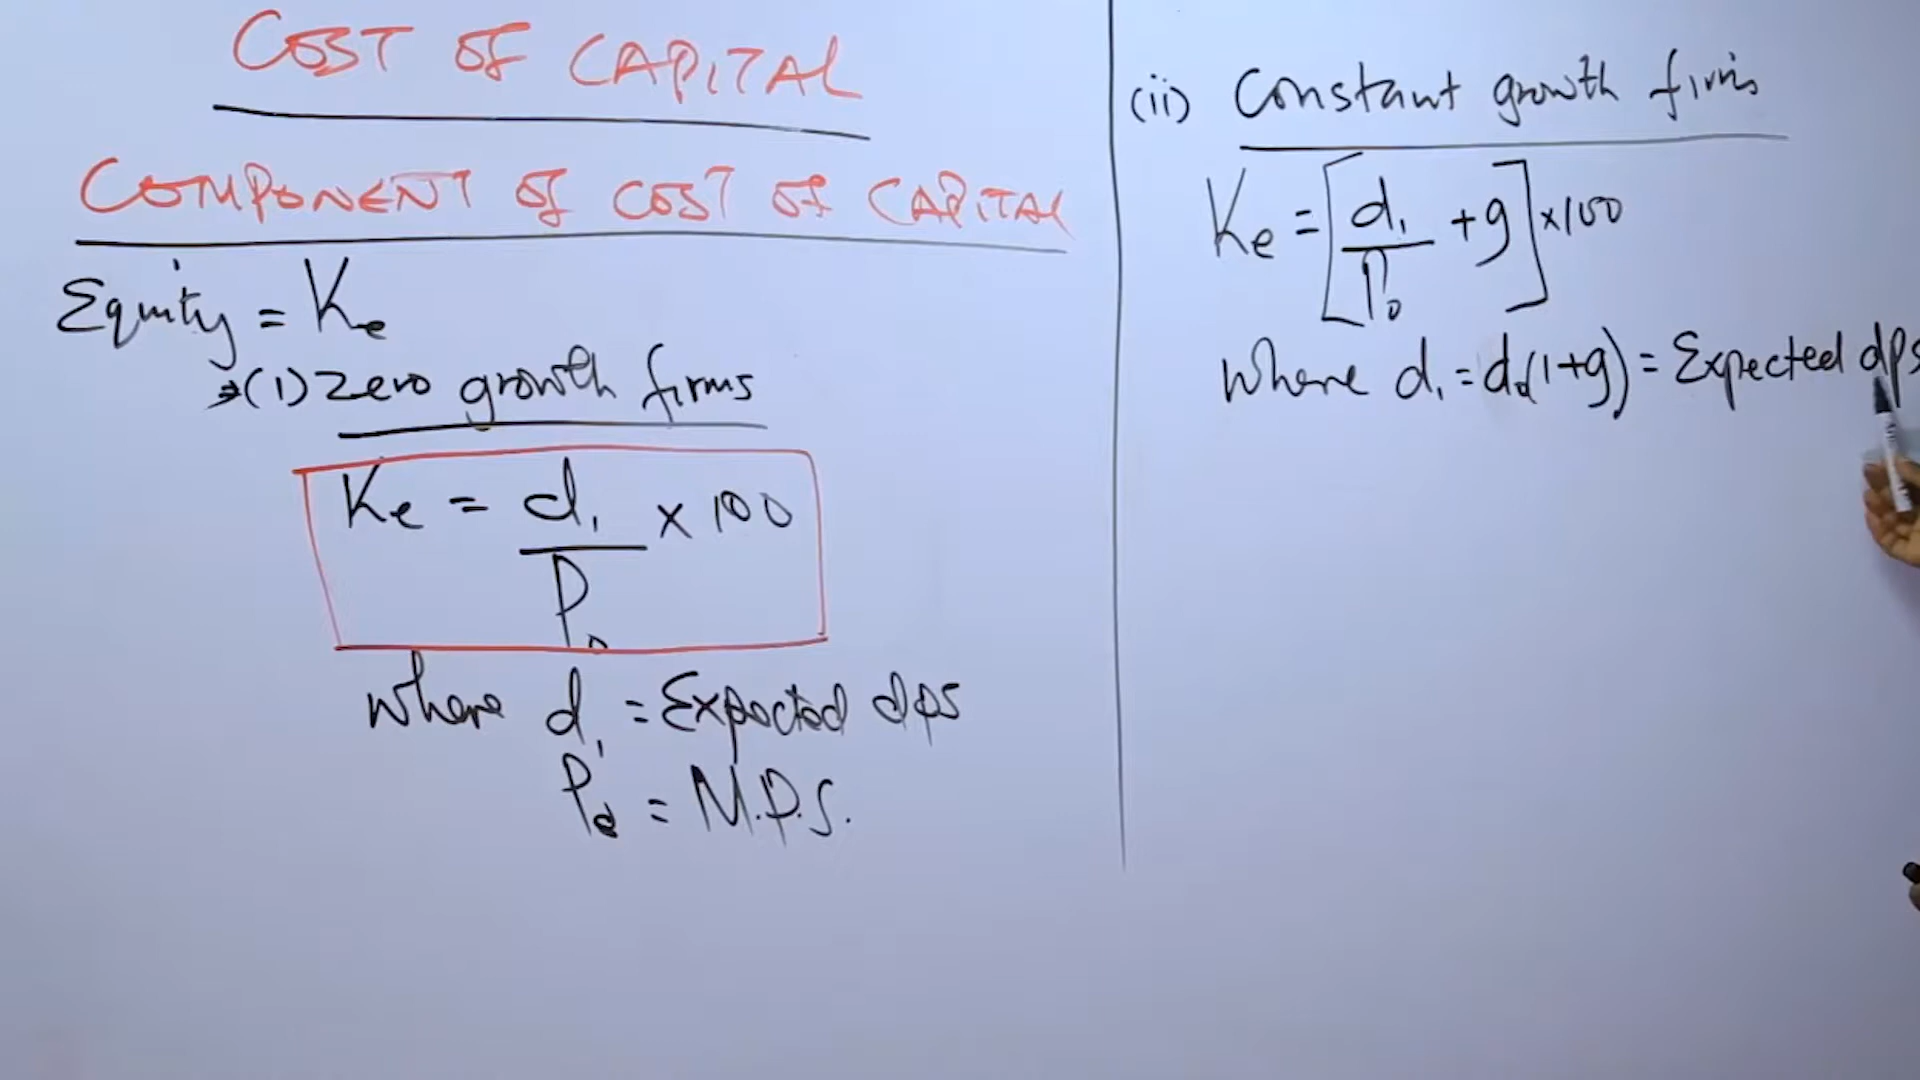 COST OF CAPITAL
COMPONENT OF COST OF CAPITAL
Equity = Ke
→(1) Zero growth firms
Ke = d₁/P₀ x 100
where d₁ = Expected dps
P₀ = M.P.S.
(ii) Constant growth firms
Ke = [d₁/P₀ + g] x 100
where d₁ = d₀(1+g) = Expected dps